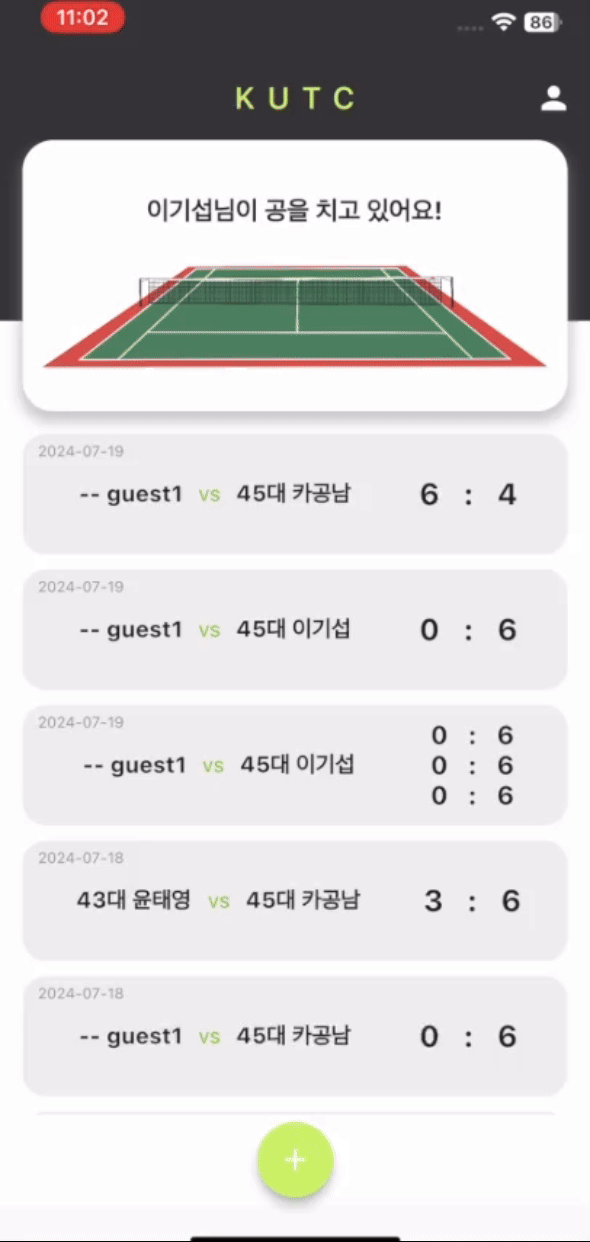 11:02
86
KUTC
이기섭님이 공을 치고 있어요!
2024-07-19
-- guest1 vs 45대 카공남 6 : 4
2024-07-19
-- guest1 vs 45대 이기섭 0 : 6
2024-07-19
-- guest1 vs 45대 이기섭
0 : 6
0 : 6
0 : 6
2024-07-18
43대 윤태영 vs 45대 카공남 3 : 6
2024-07-18
-- guest1 vs 45대 카공남 0 : 6
+